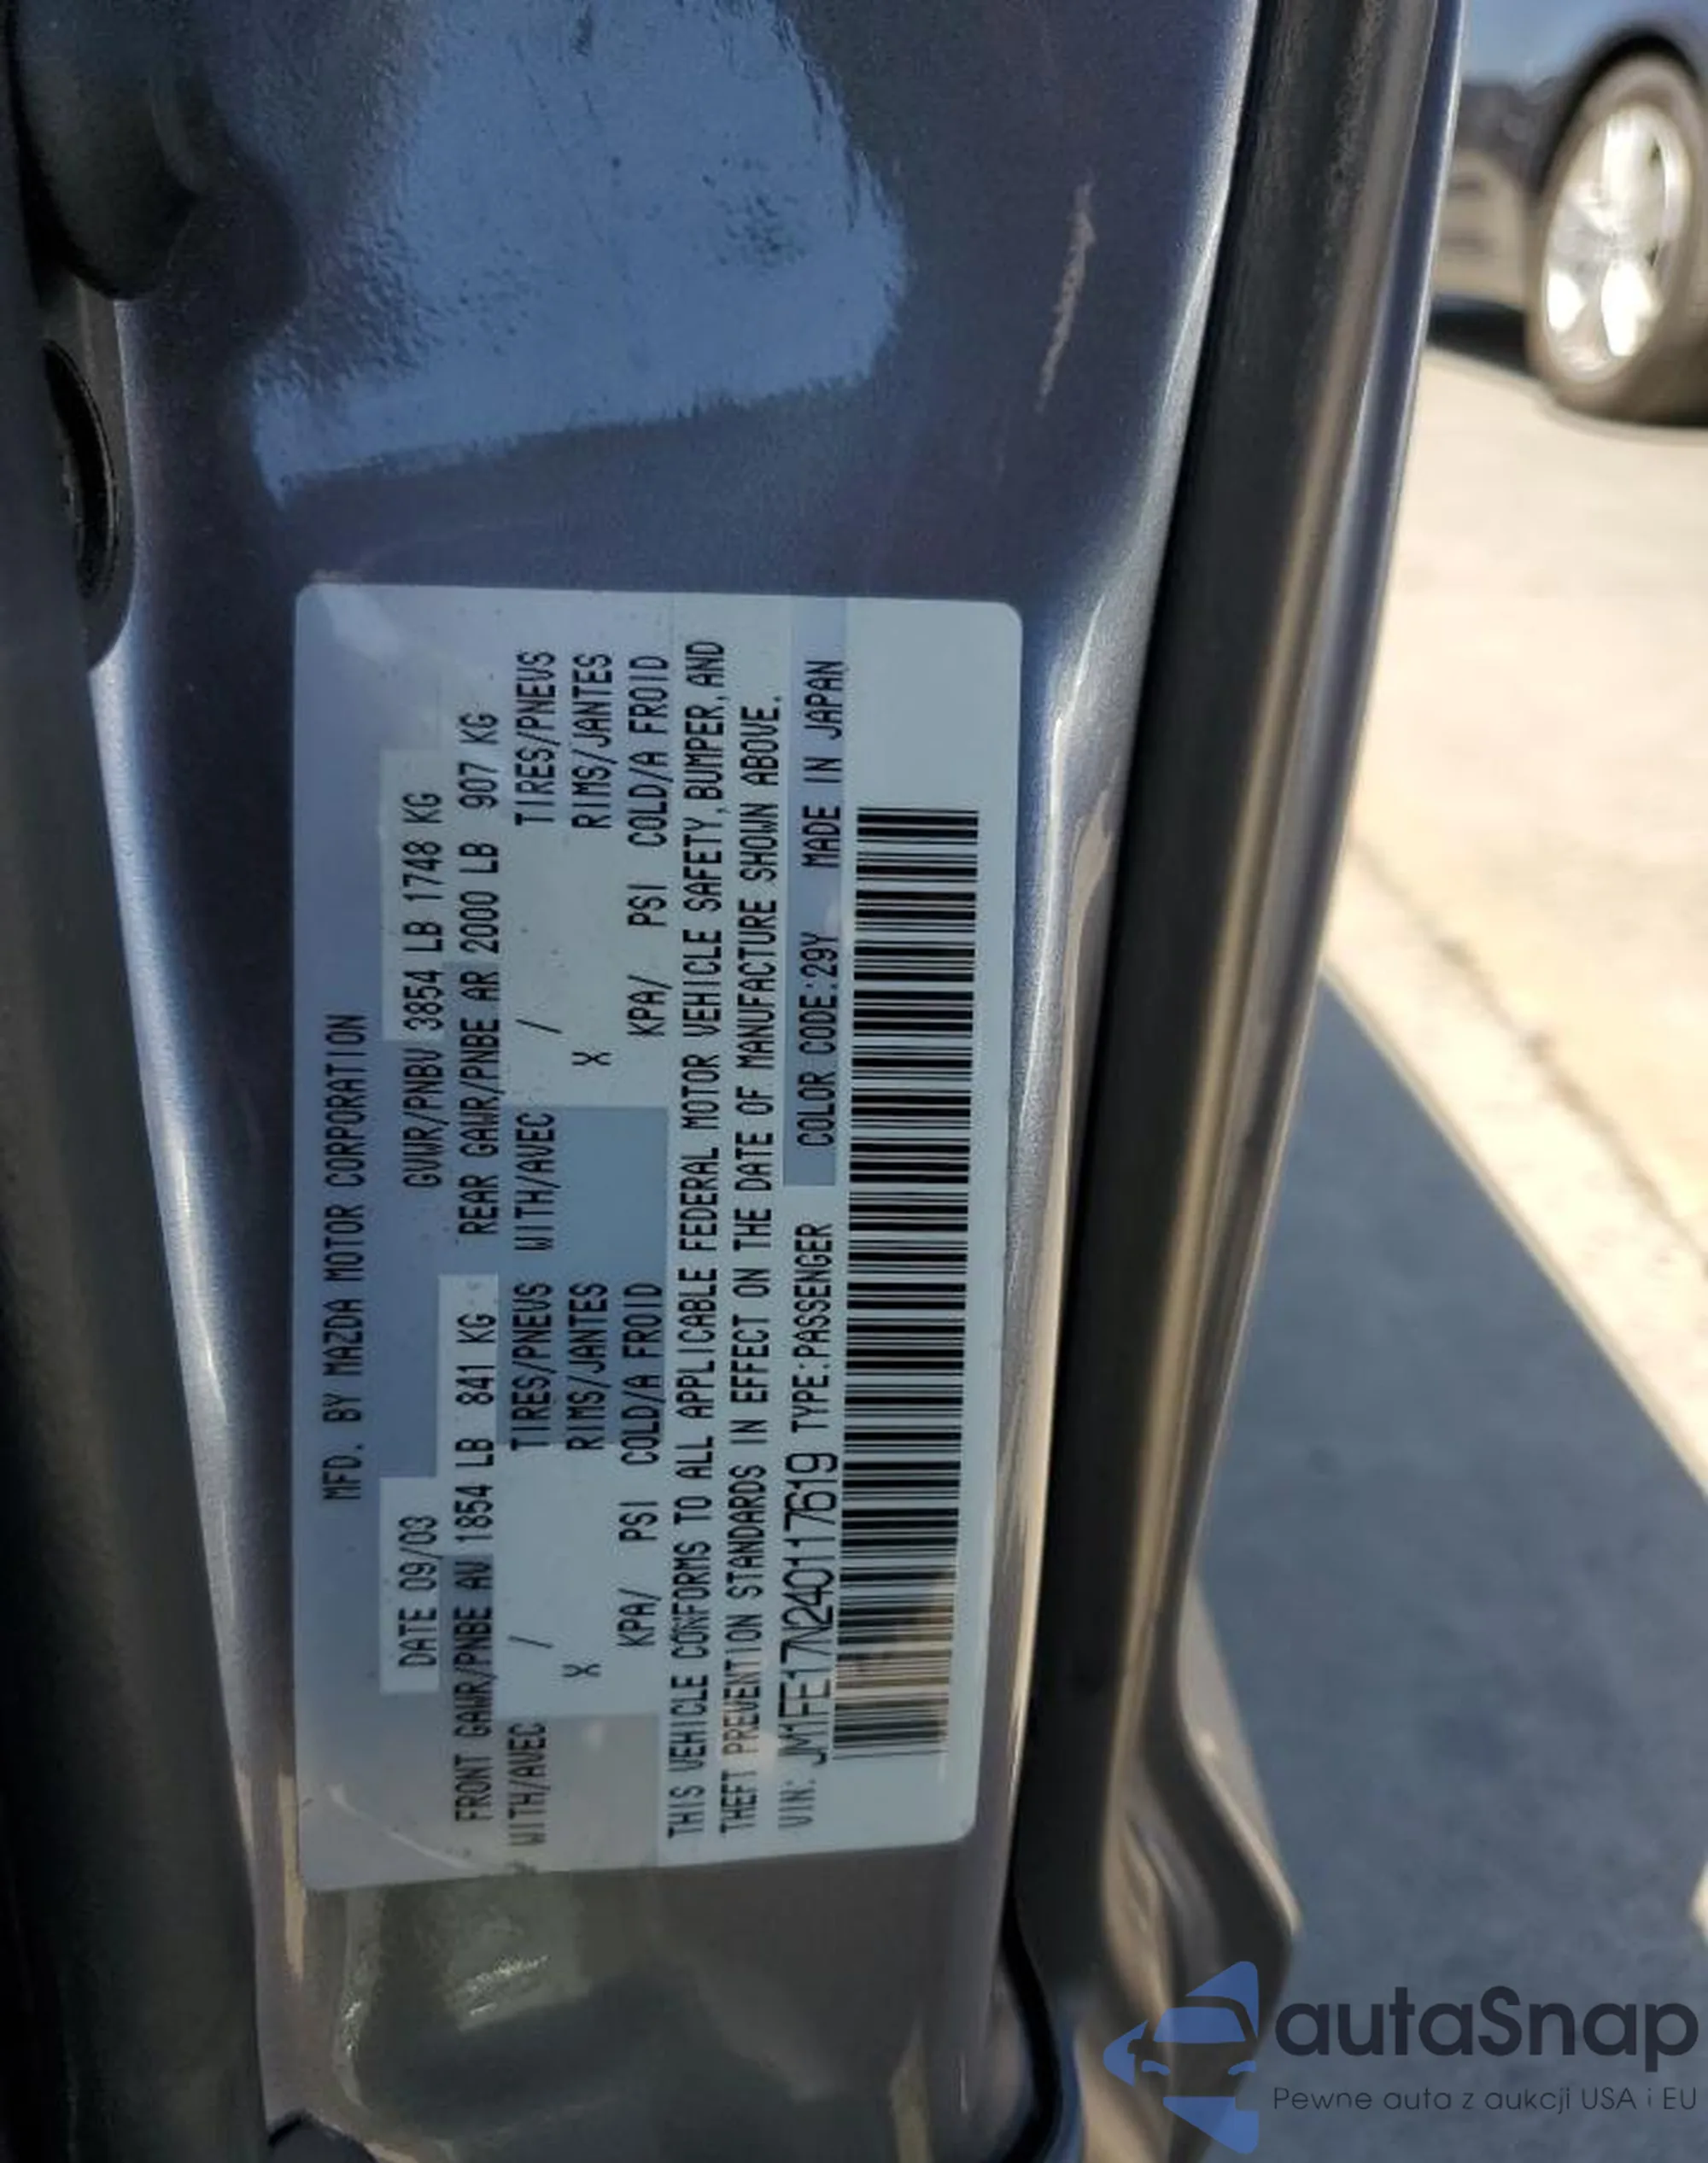 MFD. BY MAZDA MOTOR CORPORATION
DATE 09/03 GVWR/PNBV 3854 LB 1748 KG
FRONT GAWR/PNBE AV 1854 LB 841 KG REAR GAWR/PNBE AR 2000 LB 907 KG
WITH/AVEC / TIRES/PNEUS WITH/AVEC / TIRES/PNEUS
X RIMS/JANTES X RIMS/JANTES
KPA/ PSI COLD/A FROID KPA/ PSI COLD/A FROID
THIS VEHICLE CONFORMS TO ALL APPLICABLE FEDERAL MOTOR VEHICLE SAFETY, BUMPER, AND
THEFT PREVENTION STANDARDS IN EFFECT ON THE DATE OF MANUFACTURE SHOWN ABOVE.
VIN: JM1FE17N240117619 TYPE:PASSENGER COLOR CODE:29Y MADE IN JAPAN
autaSnap
Pewne auta z aukcji USA i EU